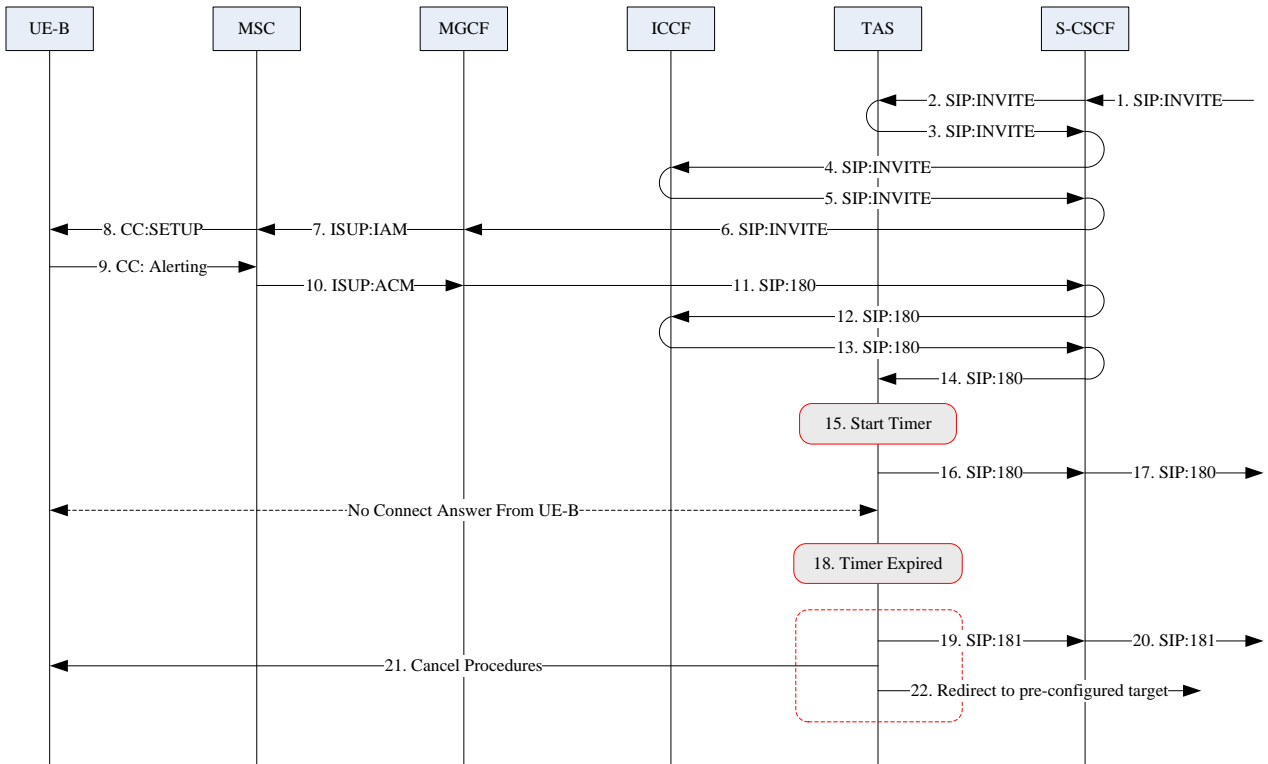 UE-B
MSC
MGCF
ICCF
TAS
S-CSCF
2. SIP:INVITE
1. SIP:INVITE
3. SIP:INVITE
4. SIP:INVITE
5. SIP:INVITE
8. CC:SETUP
7. ISUP:IAM
6. SIP:INVITE
9. CC: Alerting
10. ISUP:ACM
11. SIP:180
12. SIP:180
13. SIP:180
14. SIP:180
15. Start Timer
16. SIP:180
17. SIP:180
No Connect Answer From UE-B
18. Timer Expired
19. SIP:181
20. SIP:181
21. Cancel Procedures
22. Redirect to pre-configured target